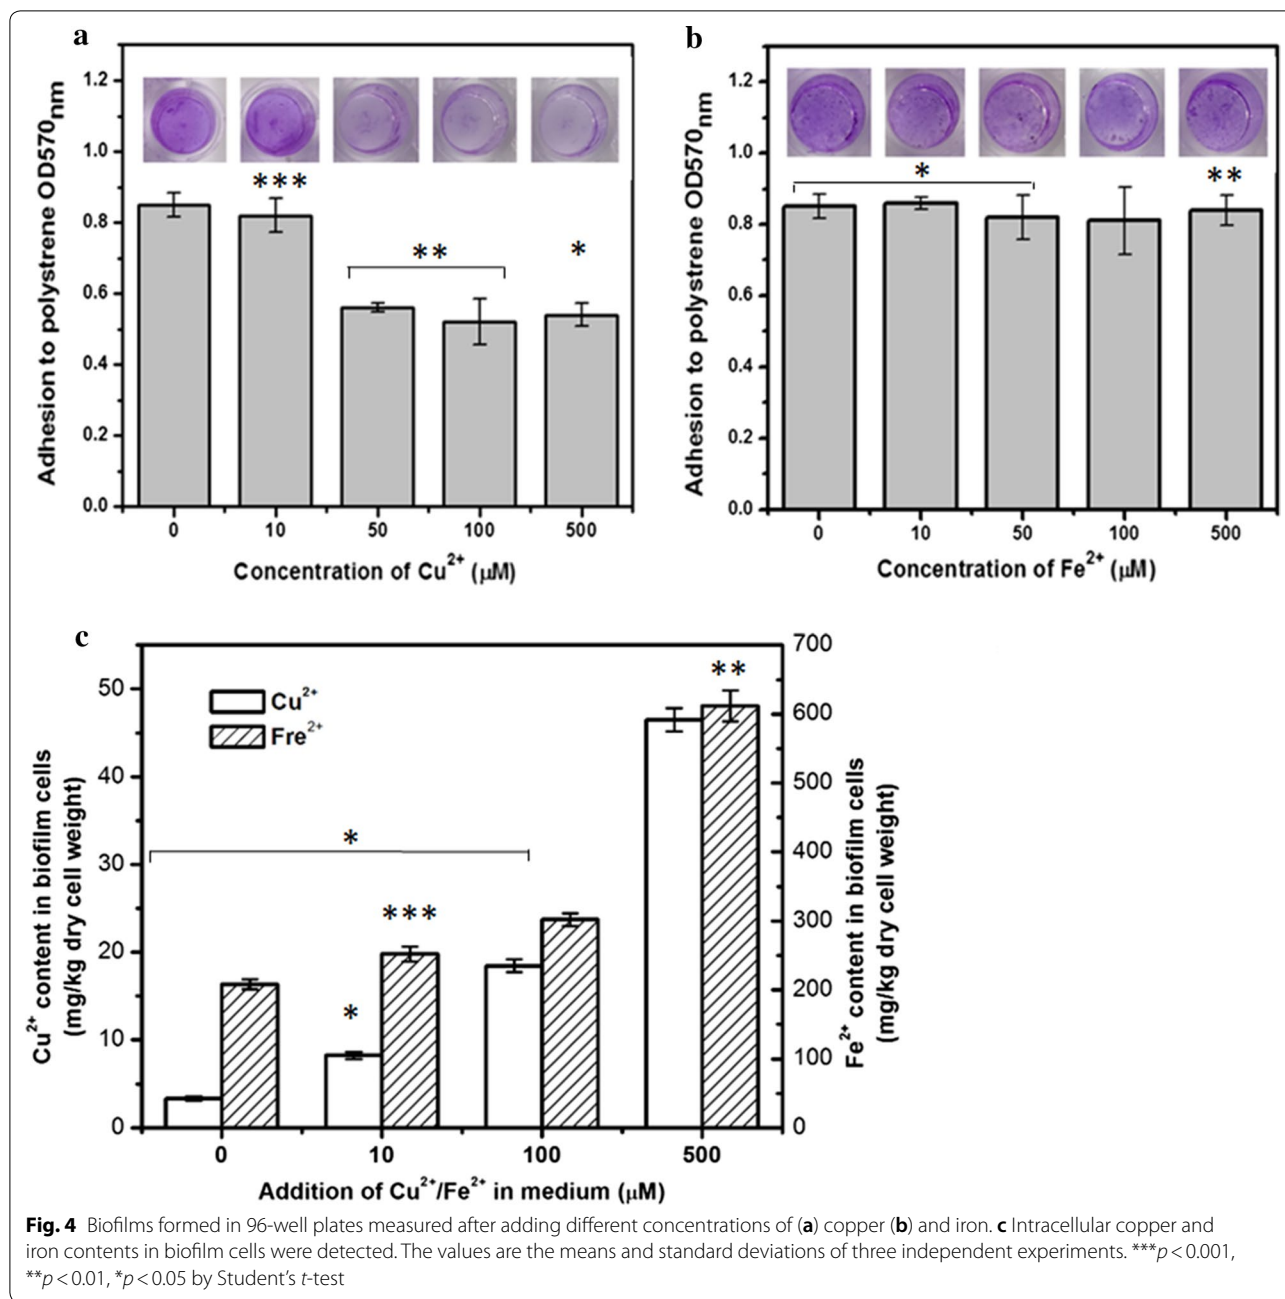 a
1.2
1.0
0.8
0.6
0.4
0.2
0.0
Adhesion to polystrene OD570nm
***
**
*
0 10 50 100 500
Concentration of Cu2+ (µM)
b
1.2
1.0
0.8
0.6
0.4
0.2
0.0
Adhesion to polystrene OD570nm
*
**
0 10 50 100 500
Concentration of Fe2+ (µM)
c
50
40
30
20
10
0
Cu2+ content in biofilm cells
(mg/kg dry cell weight)
Cu2+
Fre2+
*
*
***
**
700
600
500
400
300
200
100
0
Fe2+ content in biofilm cells
(mg/kg dry cell weight)
0 10 100 500
Addition of Cu2+/Fe2+ in medium (µM)
Fig. 4 Biofilms formed in 96-well plates measured after adding different concentrations of (a) copper (b) and iron. c Intracellular copper and
iron contents in biofilm cells were detected. The values are the means and standard deviations of three independent experiments. ***p < 0.001,
**p < 0.01, *p < 0.05 by Student's t-test